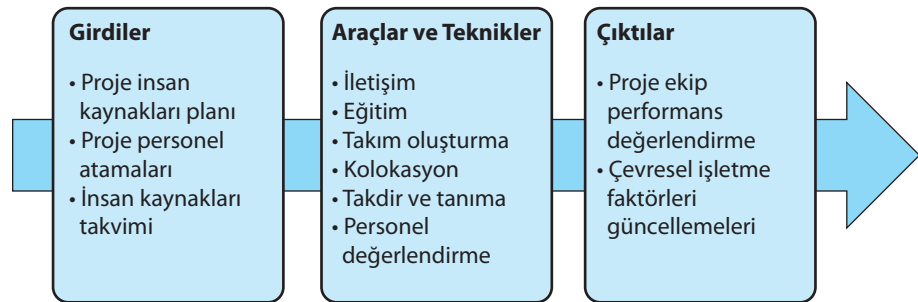 Girdiler
• Proje insan
kaynakları planı
• Proje personel
atamaları
• İnsan kaynakları
takvimi
Araçlar ve Teknikler
• İletişim
• Eğitim
• Takım oluşturma
• Kolokasyon
• Takdir ve tanıma
• Personel
değerlendirme
Çıktılar
• Proje ekip
performans
değerlendirme
• Çevresel işletme
faktörleri
güncellemeleri